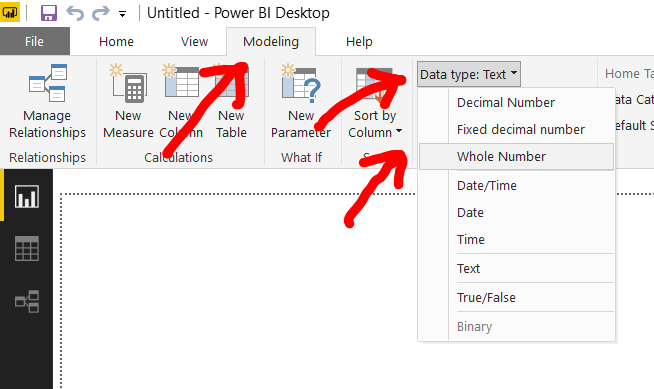 Untitled - Power BI Desktop
File Home View Modeling Help
Manage
Relationships
New
Measure
New
Column
New
Table
New
Parameter
Sort by
Column
Data type: Text
Home Ta
Data Cat
Default S
Relationships
Calculations
What If
Decimal Number
Fixed decimal number
Whole Number
Date/Time
Date
Time
Text
True/False
Binary